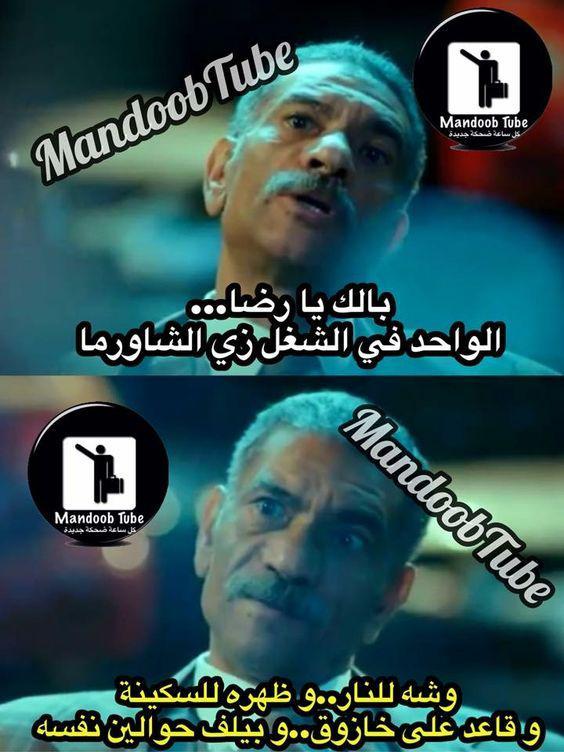 MandoobTube
Mandoob Tube
كل ساعة ضحكة جديدة
بالك يا رضا...
الواحد في الشغل زي الشاورما
MandoobTube
Mandoob Tube
كل ساعة ضحكة جديدة
وشه للنار..و ظهره للسكينة
و قاعد على خازوق..و بيلف حوالين نفسه